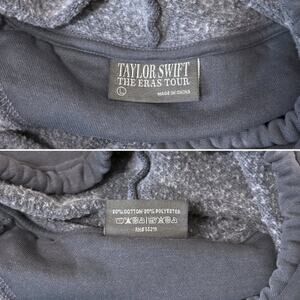 TAYLOR SWIFT
THE ERAS TOUR
L MADE IN CHINA
80% COTTON 20% POLYESTER